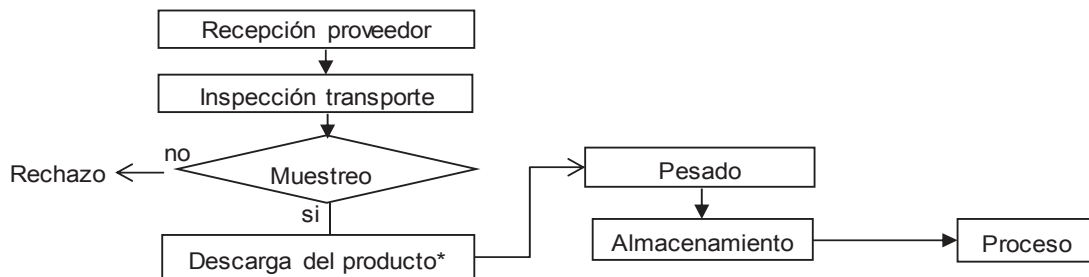 Recepción proveedor
Inspección transporte
no
Rechazo
Muestreo
si
Descarga del producto*
Pesado
Almacenamiento
Proceso